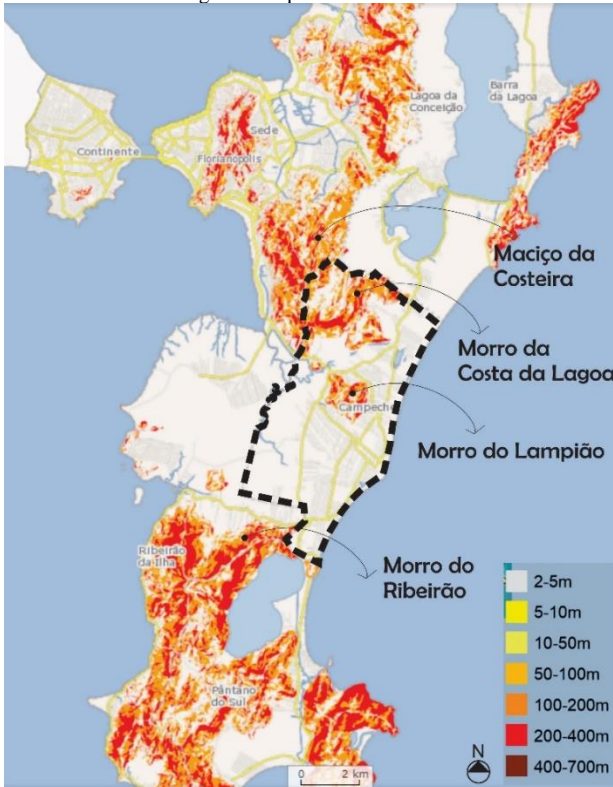 Lagoa da
Conceição
Barra
da Lagoa
Sede
Continente
Florianopolis
Maciço da
Costeira
Morro da
Costa da Lagoa
Campeche
Morro do Lampião
Ribeirão
da Ilha
Morro do
Ribeirão
Pântano
do Sul
2-5m
5-10m
10-50m
50-100m
100-200m
200-400m
400-700m
N
0 2 km